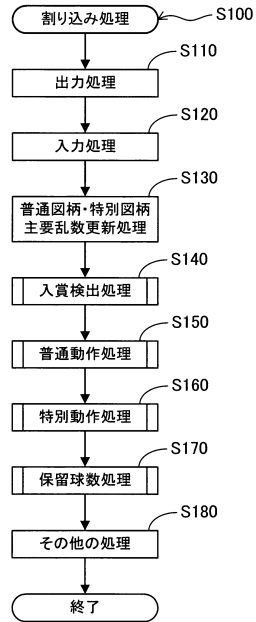 割り込み処理
S100
S110
出力処理
S120
入力処理
S130
普通図柄・特別図柄
主要乱数更新処理
S140
入賞検出処理
S150
普通動作処理
S160
特別動作処理
S170
保留球数処理
S180
その他の処理
終了